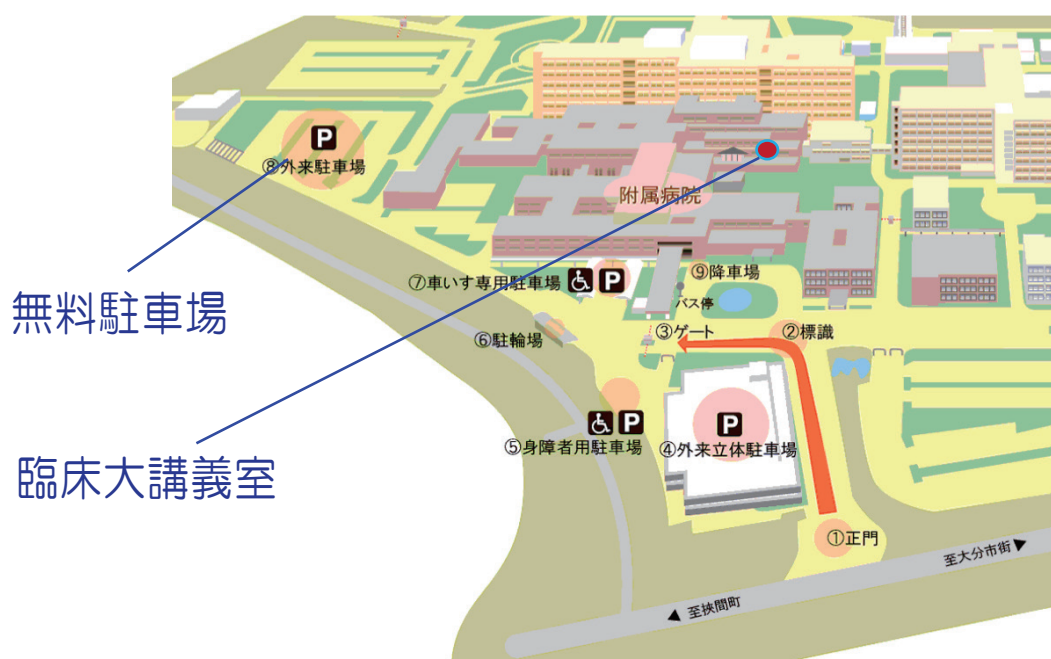 P
⑧外来駐車場
附属病院
⑦車いす専用駐車場
P
⑨降車場
バス停
無料駐車場
⑥駐輪場
③ゲート
②標識
P
⑤身障者用駐車場
P
④外来立体駐車場
臨床大講義室
①正門
至大分市街▶
◀ 至挾間町